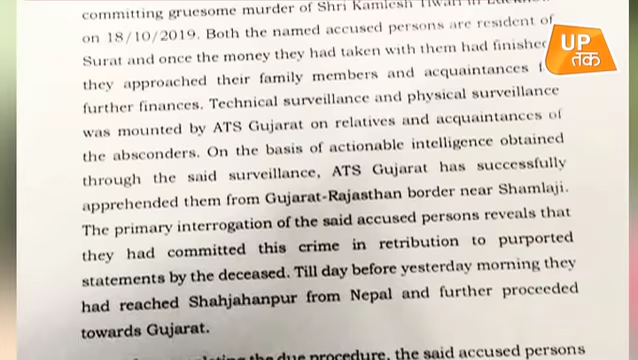 committing gruesome murder of Shri Kamlesh Tiwari in
on 18/10/2019. Both the named accused persons are resident of
Surat and once the money they had taken with them had finished
they approached their family members and acquaintances
further finances. Technical surveillance and physical surveillance
was mounted by ATS Gujarat on relatives and acquaintances of
the absconders. On the basis of actionable intelligence obtained
through the said surveillance, ATS Gujarat has successfully
apprehended them from Gujarat-Rajasthan border near Shamlaji.
The primary interrogation of the said accused persons reveals that
they had committed this crime in retribution to purported
statements by the deceased. Till day before yesterday morning they
had reached Shahjahanpur from Nepal and further proceeded
towards Gujarat.
the due procedure, the said accused persons
UP
तक